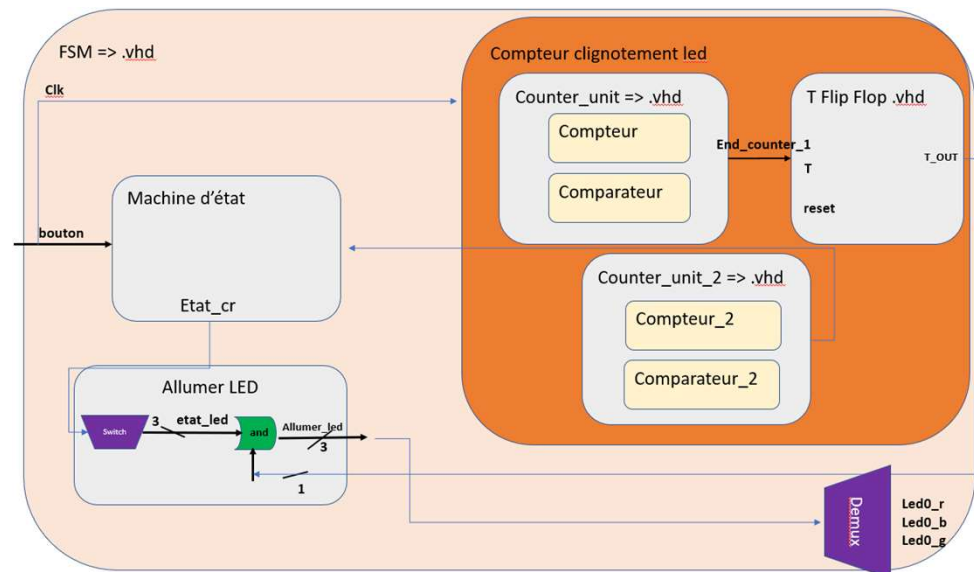 FSM => .vhd
Clk
bouton
Machine d'état
Etat_cr
Allumer LED
Switch
3
etat_led
and
Allumer_led
3
1
Compteur clignotement led
Counter_unit => .vhd
Compteur
Comparateur
End_counter_1
T Flip Flop .vhd
T
T_OUT
reset
Counter_unit_2 => .vhd
Compteur_2
Comparateur_2
Demux
Led0_r
Led0_b
Led0_g